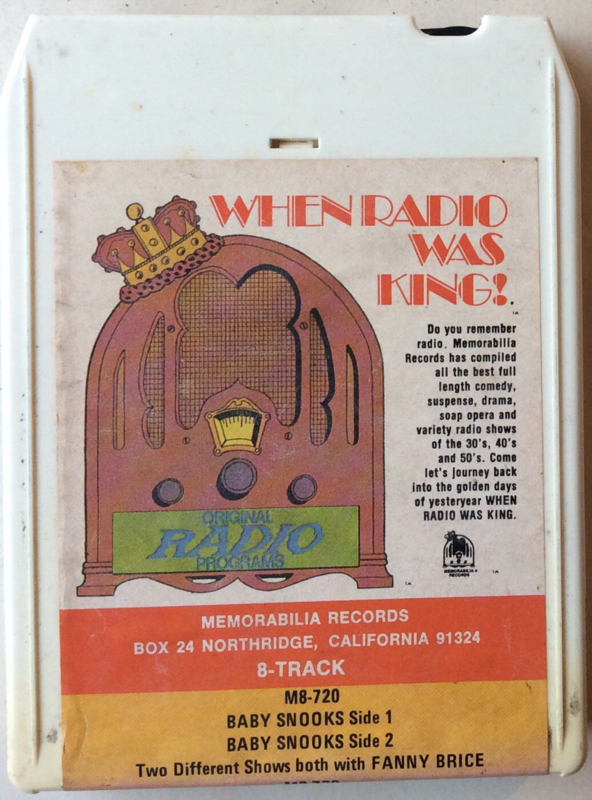 WHEN RADIO
WAS
KING!
Do you remember
radio. Memorabilia
Records has compiled
all the best full
length comedy,
suspense, drama,
soap opera and
variety radio shows
of the 30's, 40's
and 50's. Come
let's journey back
into the golden days
of yesteryear WHEN
RADIO WAS KING.
MEMORABILIA
RECORDS
ORIGINAL
RADIO
PROGRAMS
MEMORABILIA RECORDS
BOX 24 NORTHRIDGE, CALIFORNIA 91324
8-TRACK
M8-720
BABY SNOOKS Side 1
BABY SNOOKS Side 2
Two Different Shows both with FANNY BRICE